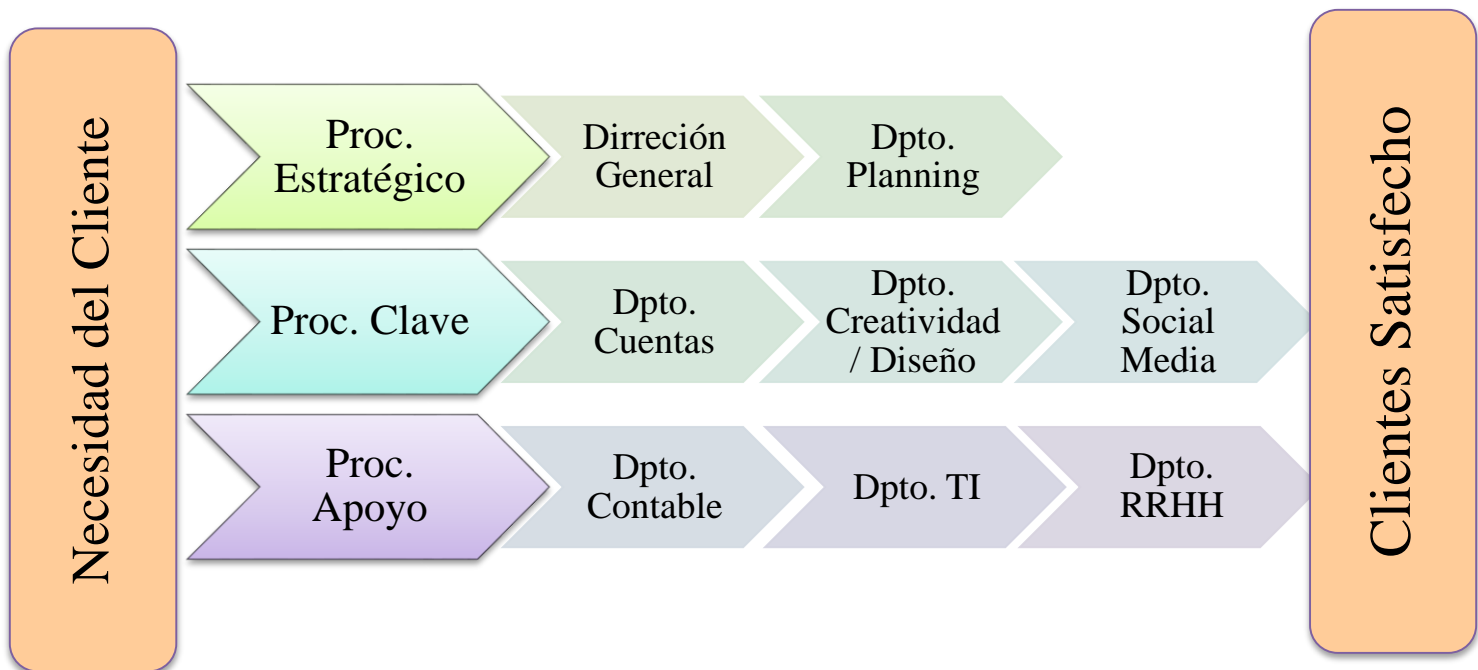 Necesidad del Cliente
Proc.
Estratégico
Dirreción
General
Dpto.
Planning
Proc. Clave
Dpto.
Cuentas
Dpto.
Creatividad
/ Diseño
Dpto.
Social
Media
Proc.
Apoyo
Dpto.
Contable
Dpto. TI
Dpto.
RRHH
Clientes Satisfecho